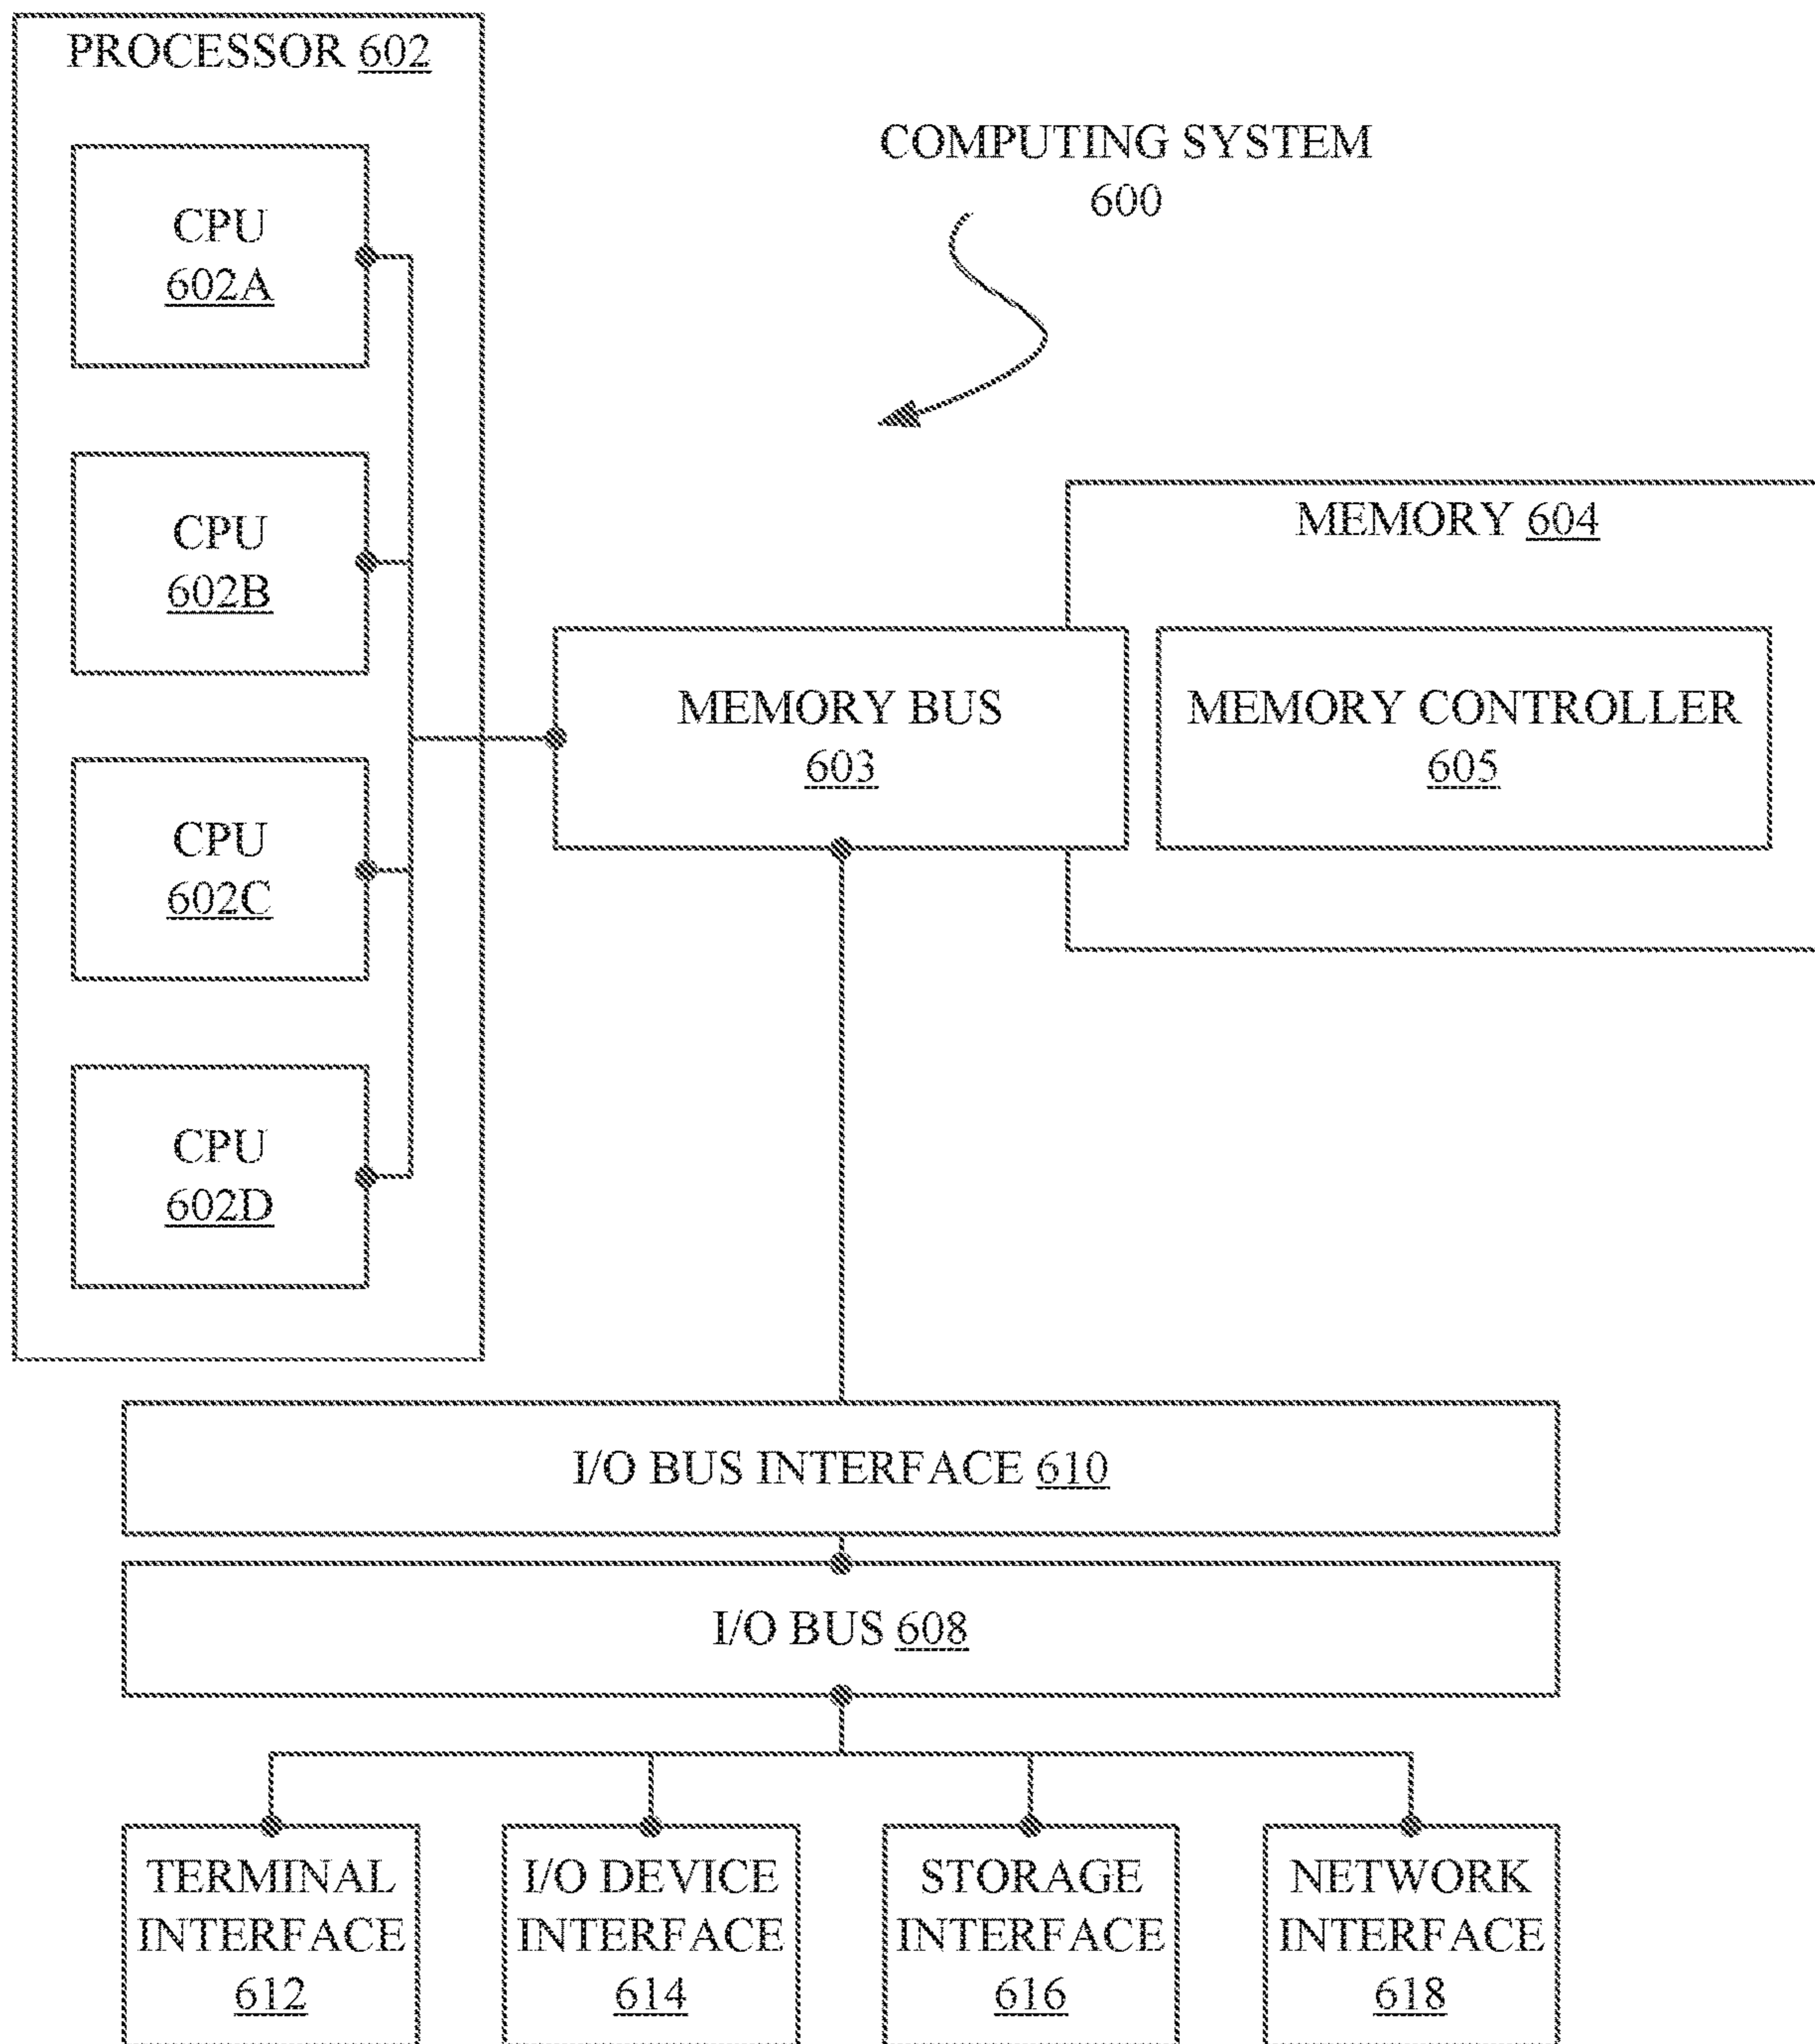 PROCESSOR 602
COMPUTING SYSTEM
600
CPU
602A
CPU
602B
MEMORY 604
MEMORY BUS
603
MEMORY CONTROLLER
605
CPU
602C
CPU
602D
I/O BUS INTERFACE 610
I/O BUS 608
TERMINAL
INTERFACE
612
I/O DEVICE
INTERFACE
614
STORAGE
INTERFACE
616
NETWORK
INTERFACE
618